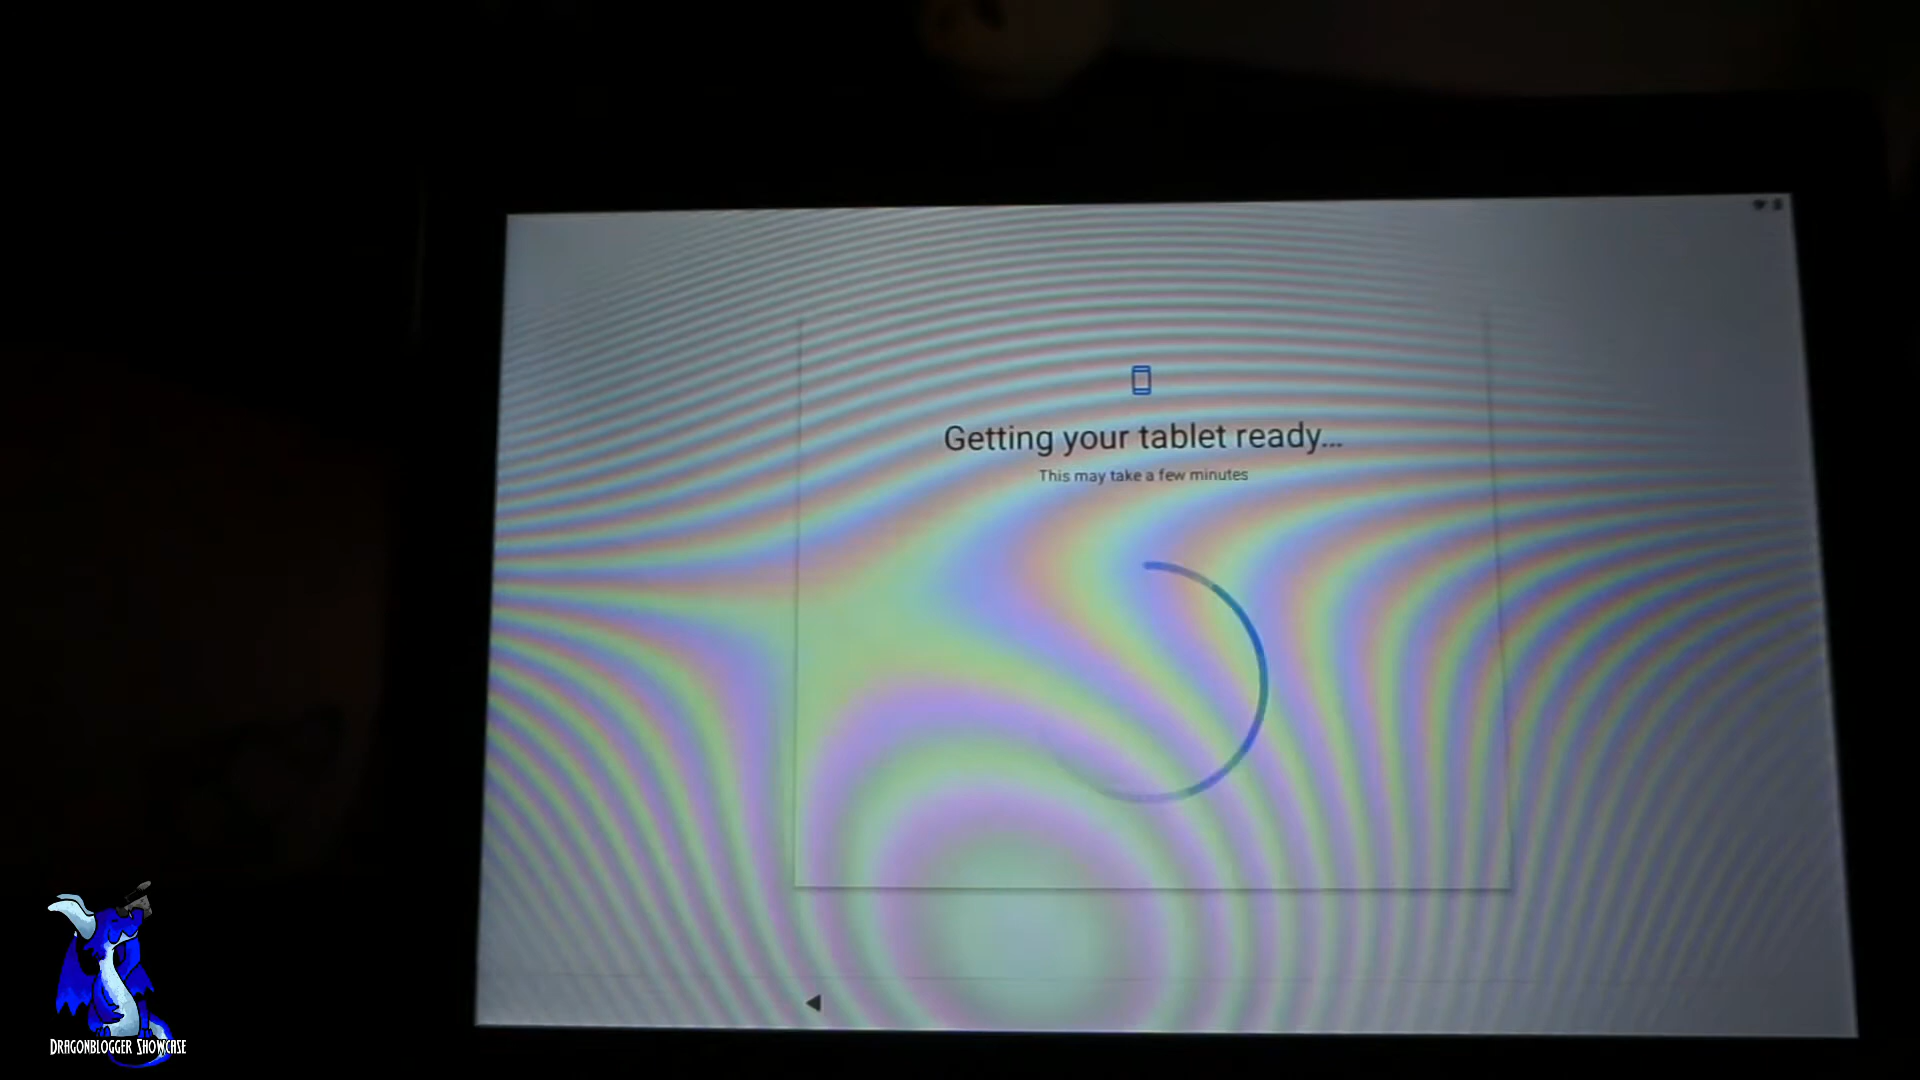 Getting your tablet ready...
This may take a few minutes
DRAGONBLOGGER SHOWCASE